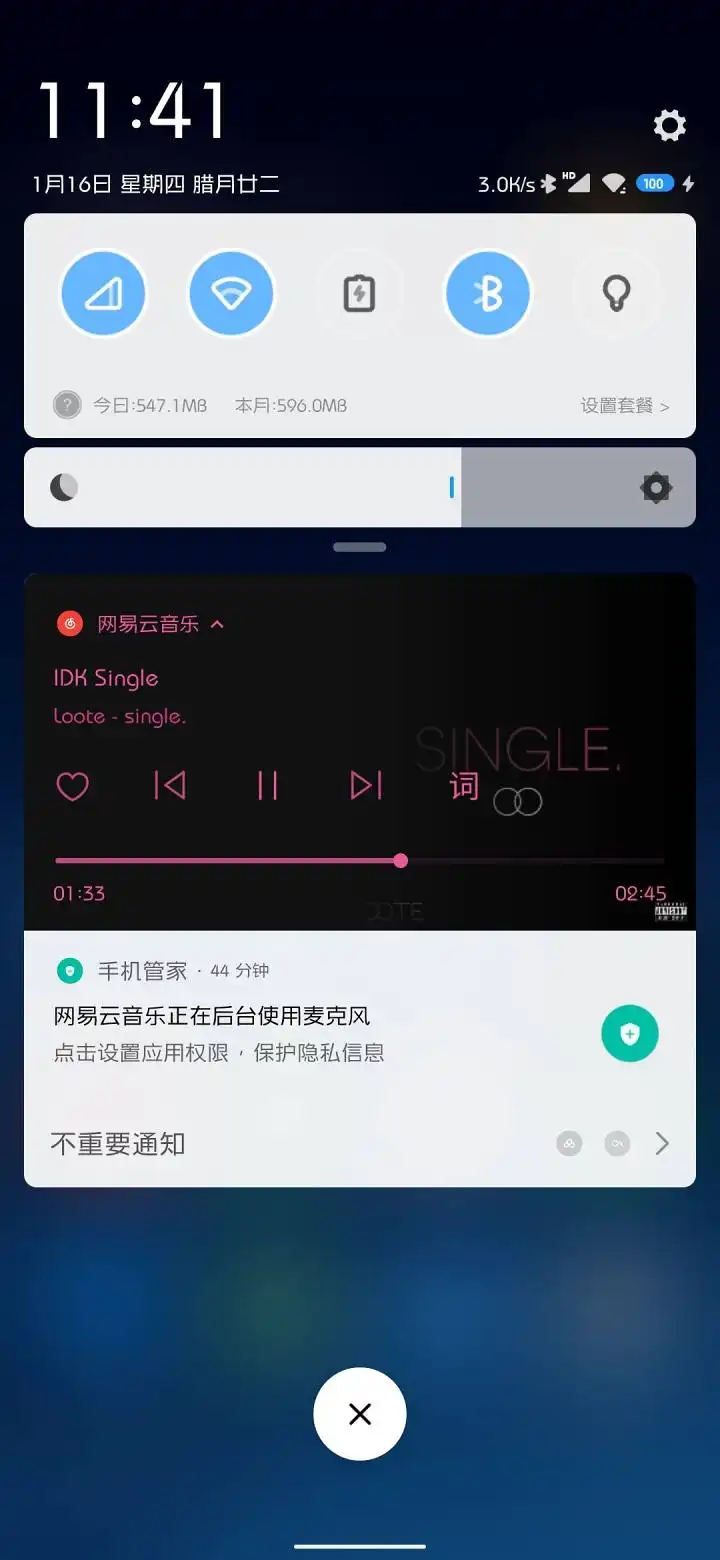 11:41
1月16日 星期四 腊月廿二
3.0K/s HD 100
今日:547.1MB 本月:596.0MB 设置套餐 >
网易云音乐
IDK Single
Loote - single.
SINGLE.
词
01:33 02:45
手机管家 · 44 分钟
网易云音乐正在后台使用麦克风
点击设置应用权限，保护隐私信息
不重要通知